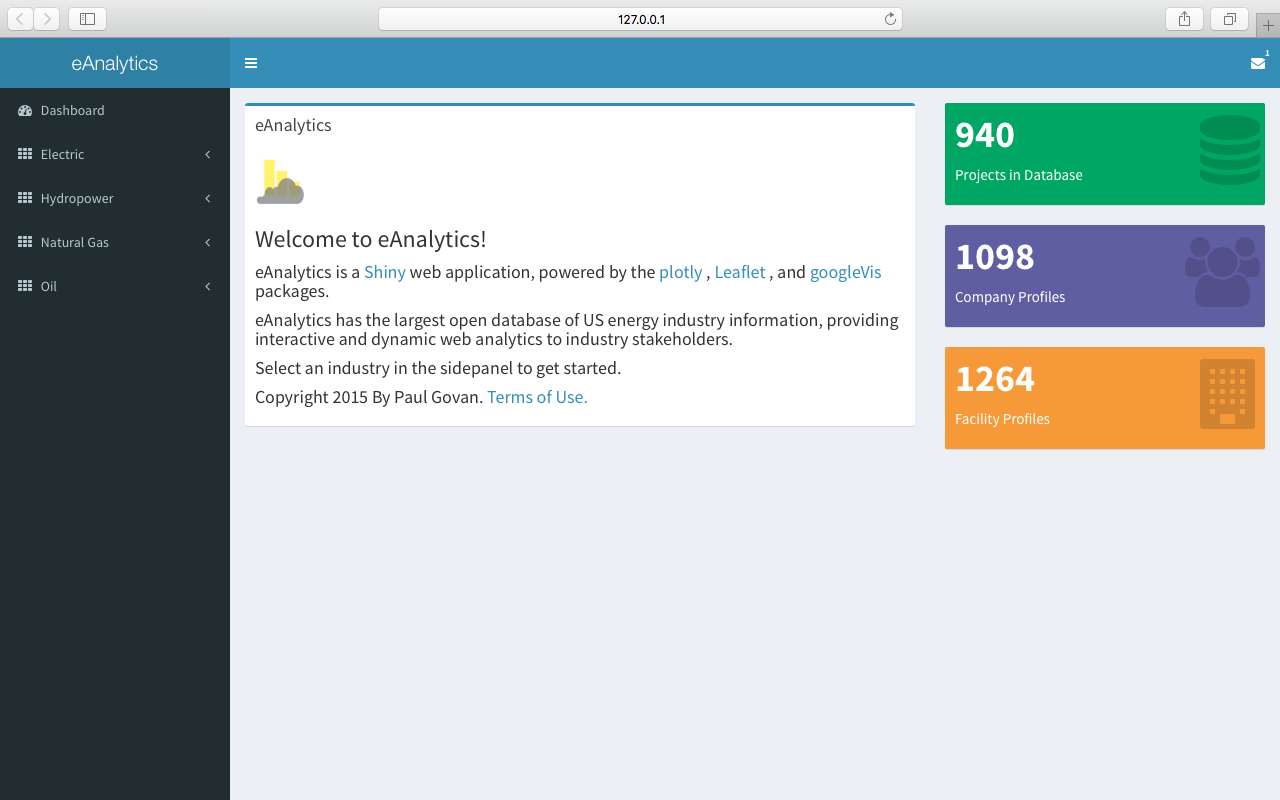 127.0.0.1
eAnalytics
1
Dashboard
Electric
Hydropower
Natural Gas
Oil
eAnalytics
Welcome to eAnalytics!
eAnalytics is a Shiny web application, powered by the plotly , Leaflet , and googleVis
packages.
eAnalytics has the largest open database of US energy industry information, providing
interactive and dynamic web analytics to industry stakeholders.
Select an industry in the sidepanel to get started.
Copyright 2015 By Paul Govan. Terms of Use.
940
Projects in Database
1098
Company Profiles
1264
Facility Profiles